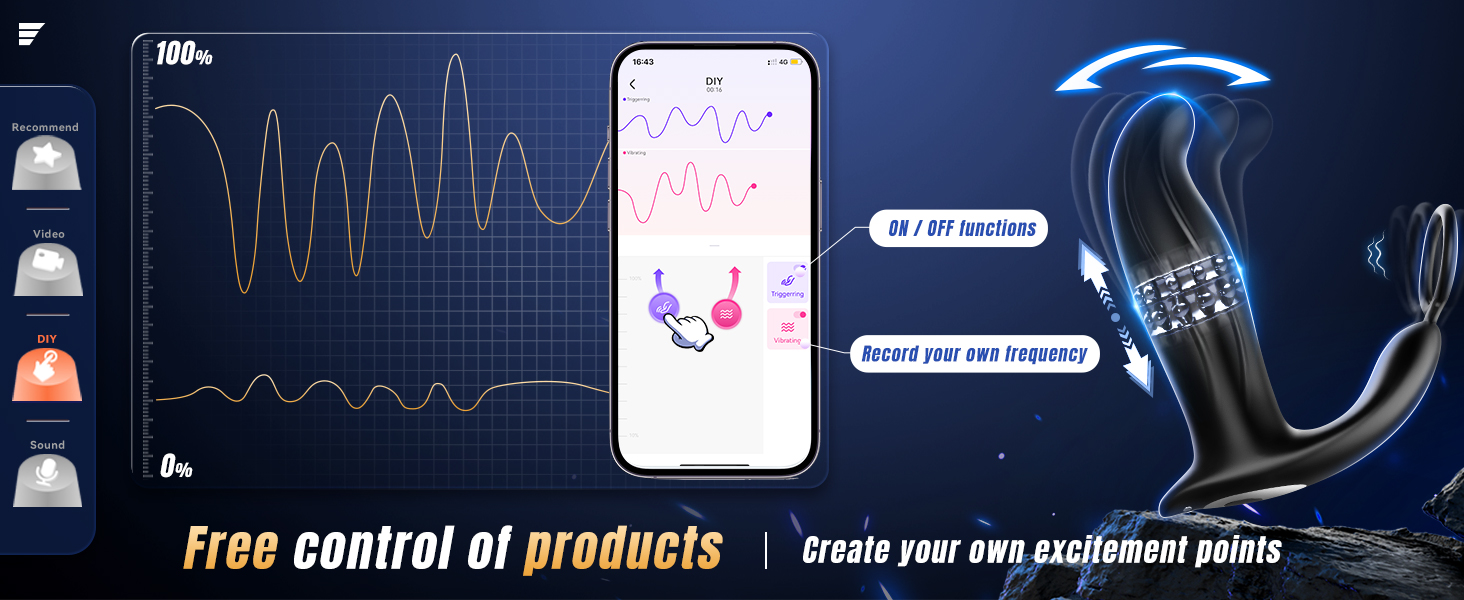 Recommend
Video
DIY
Sound
100%
0%
16:43
4G
DIY
00:16
Triggerring
Vibrating
100%
10%
Triggerring
Vibrating
ON / OFF functions
Record your own frequency
Free control of products
Create your own excitement points